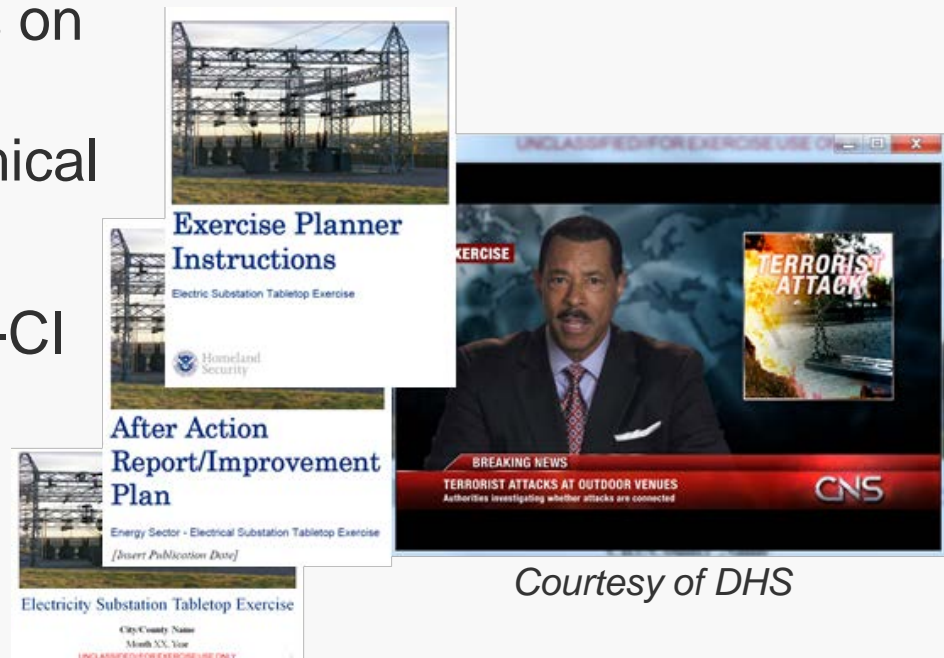 on
nical
-CI
Exercise Planner
Instructions
Electric Substation Tabletop Exercise
Homeland
Security
After Action
Report/Improvement
Plan
Energy Sector - Electrical Substation Tabletop Exercise
[Insert Publication Date]
Electricity Substation Tabletop Exercise
City/County Name
Month XX, Year
UNCLASSIFIED//FOR EXERCISE USE ONLY
UNCLASSIFIED//FOR EXERCISE USE
XERCISE
TERRORIST
ATTACK
BREAKING NEWS
TERRORIST ATTACKS AT OUTDOOR VENUES
Authorities investigating whether attacks are connected
CNS
Courtesy of DHS